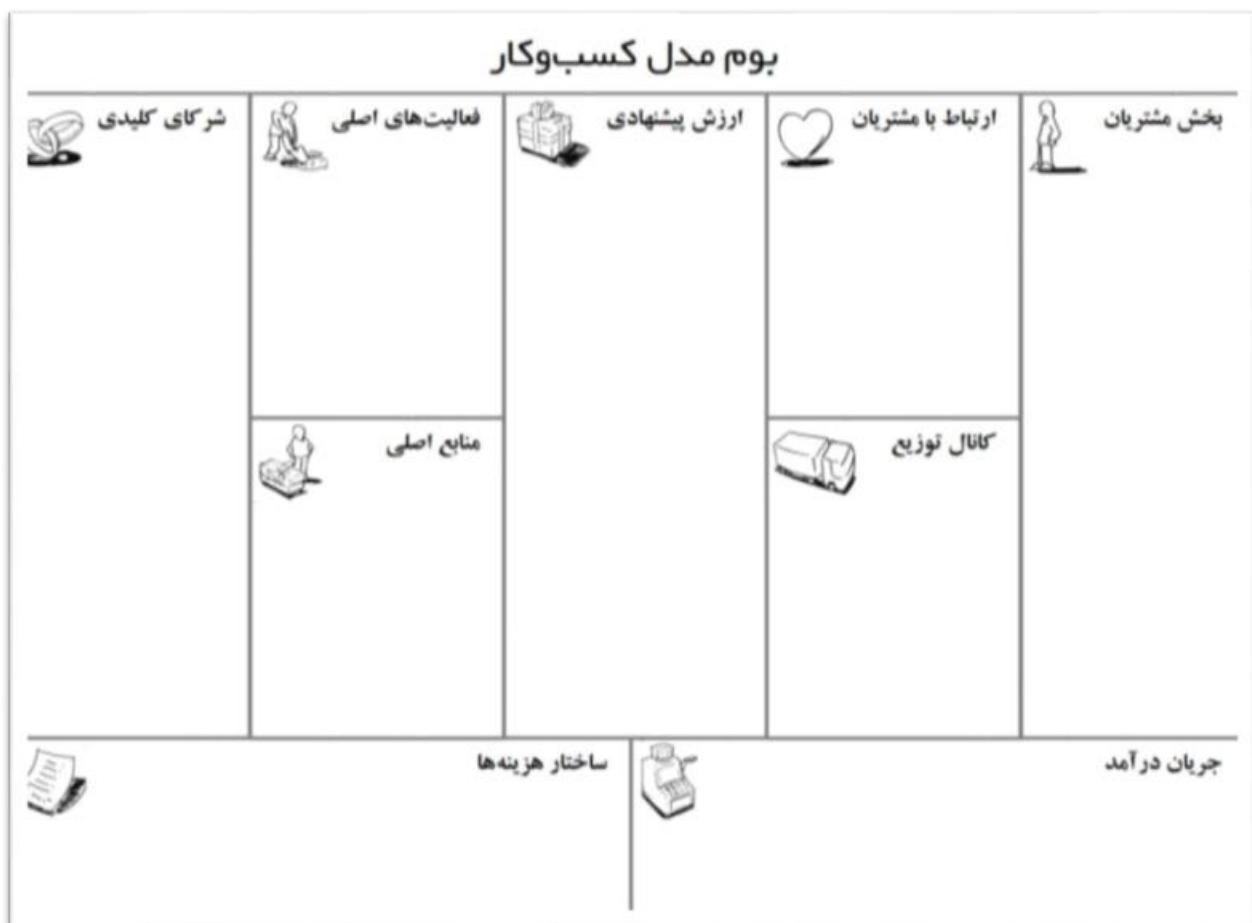 بوم مدل کسب‌وکار
بخش مشتریان
ارتباط با مشتریان
ارزش پیشنهادی
فعالیت‌های اصلی
شرکای کلیدی
کانال توزیع
منابع اصلی
جریان درآمد
ساختار هزینه‌ها